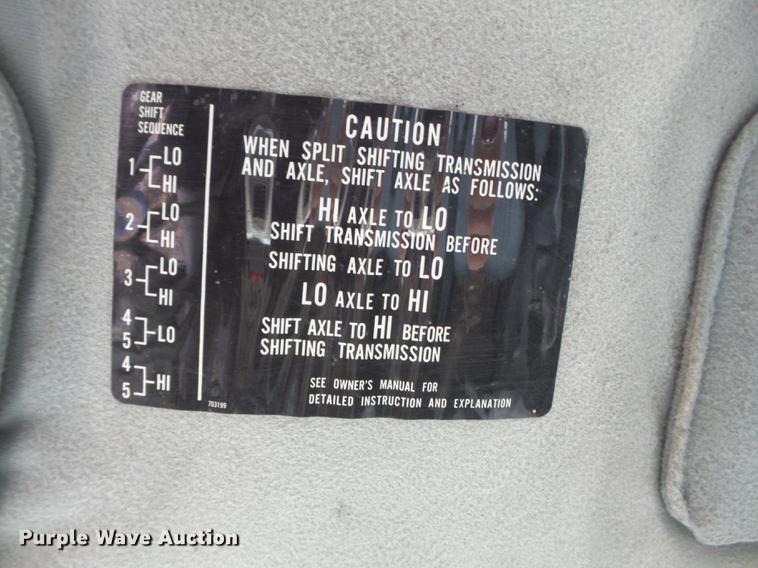 GEAR
SHIFT
SEQUENCE
1 LO
HI
2 LO
HI
3 LO
HI
4
5 LO
4
5 HI
CAUTION
WHEN SPLIT SHIFTING TRANSMISSION
AND AXLE, SHIFT AXLE AS FOLLOWS:
HI AXLE TO LO
SHIFT TRANSMISSION BEFORE
SHIFTING AXLE TO LO
LO AXLE TO HI
SHIFT AXLE TO HI BEFORE
SHIFTING TRANSMISSION
SEE OWNER'S MANUAL FOR
DETAILED INSTRUCTION AND EXPLANATION
703199
Purple Wave Auction